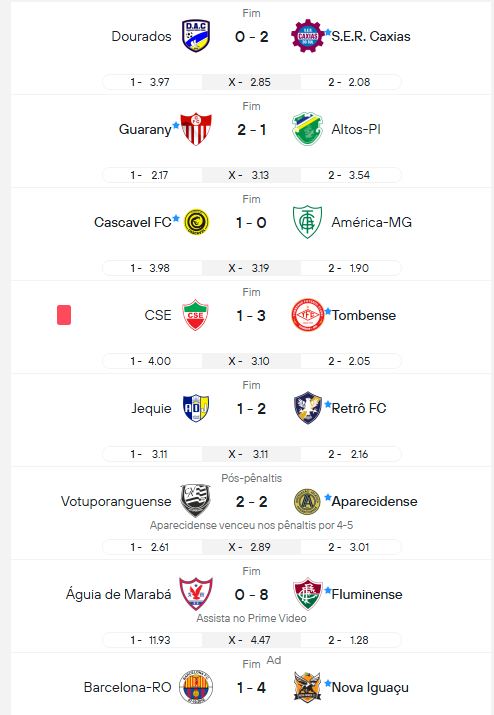 Fim
Dourados 0 - 2 S.E.R. Caxias
1 - 3.97 X - 2.85 2 - 2.08
Fim
Guarany 2 - 1 Altos-PI
1 - 2.17 X - 3.13 2 - 3.54
Fim
Cascavel FC 1 - 0 América-MG
1 - 3.98 X - 3.19 2 - 1.90
Fim
CSE 1 - 3 Tombense
1 - 4.00 X - 3.10 2 - 2.05
Fim
Jequie 1 - 2 Retrô FC
1 - 3.11 X - 3.11 2 - 2.16
Pós-pênaltis
Votuporanguense 2 - 2 Aparecidense
Aparecidense venceu nos pênaltis por 4-5
1 - 2.61 X - 2.89 2 - 3.01
Fim
Águia de Marabá 0 - 8 Fluminense
Assista no Prime Video
1 - 11.93 X - 4.47 2 - 1.28
Fim Ad
Barcelona-RO 1 - 4 Nova Iguaçu